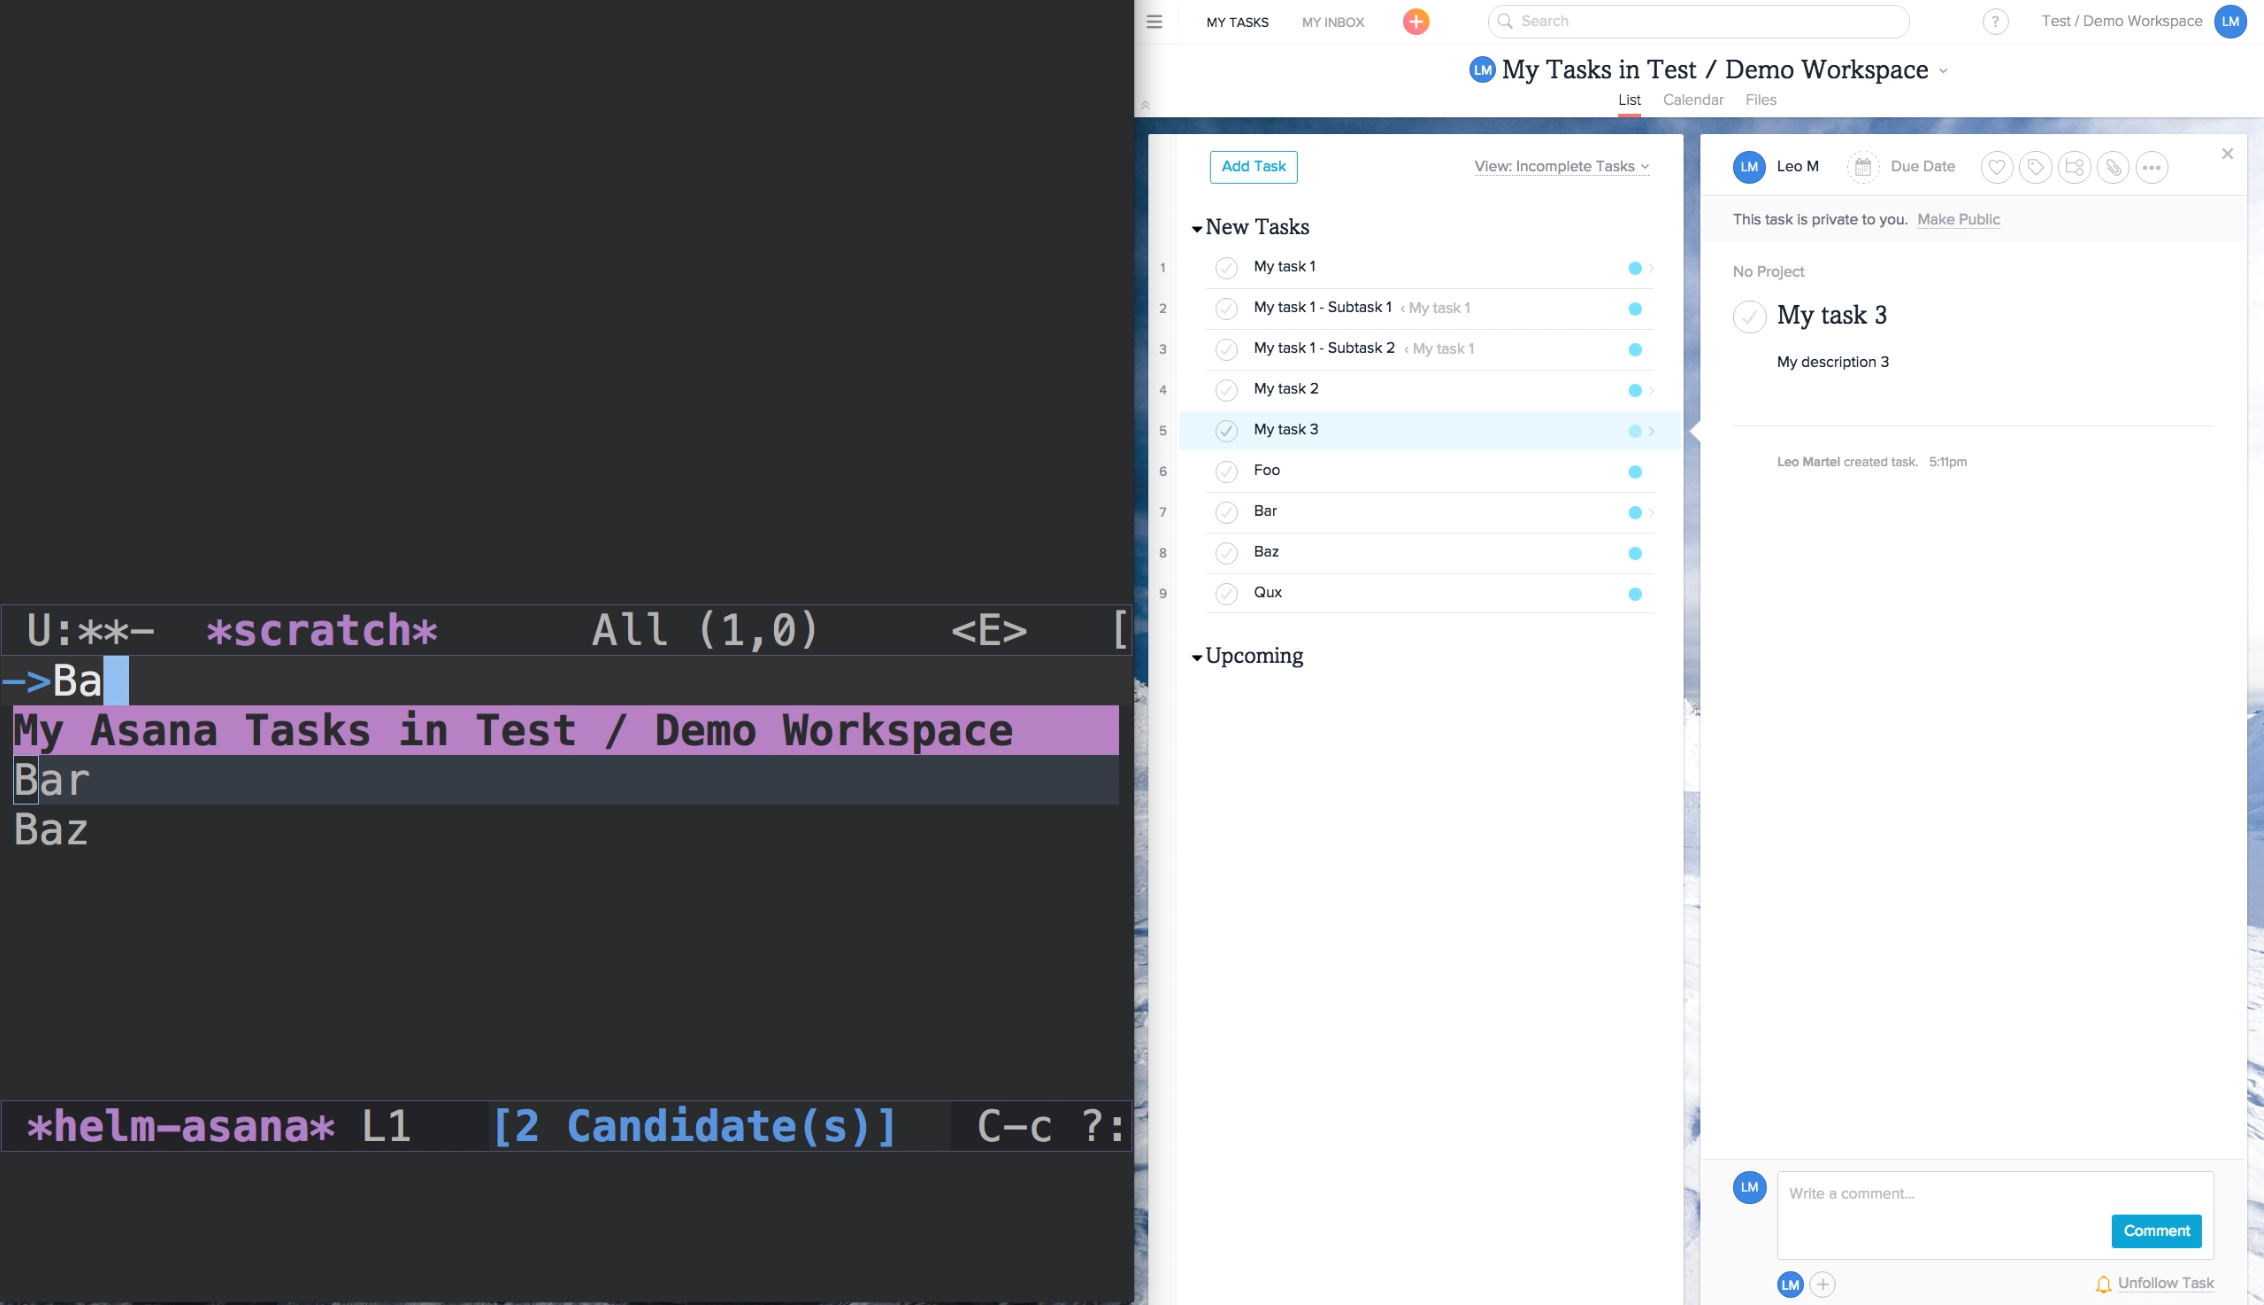 U:**-  *scratch*      All (1,0)     <E>   [
->Ba
My Asana Tasks in Test / Demo Workspace
Bar
Baz
*helm-asana* L1   [2 Candidate(s)]   C-c ?:
MY TASKS MY INBOX + Search ? Test / Demo Workspace LM
LM My Tasks in Test / Demo Workspace
List Calendar Files
Add Task View: Incomplete Tasks
New Tasks
1 My task 1
2 My task 1 - Subtask 1 ‹ My task 1
3 My task 1 - Subtask 2 ‹ My task 1
4 My task 2
5 My task 3
6 Foo
7 Bar
8 Baz
9 Qux
Upcoming
LM Leo M Due Date
This task is private to you. Make Public
No Project
My task 3
My description 3
Leo Martel created task. 5:11pm
LM Write a comment...
Comment
LM + Unfollow Task